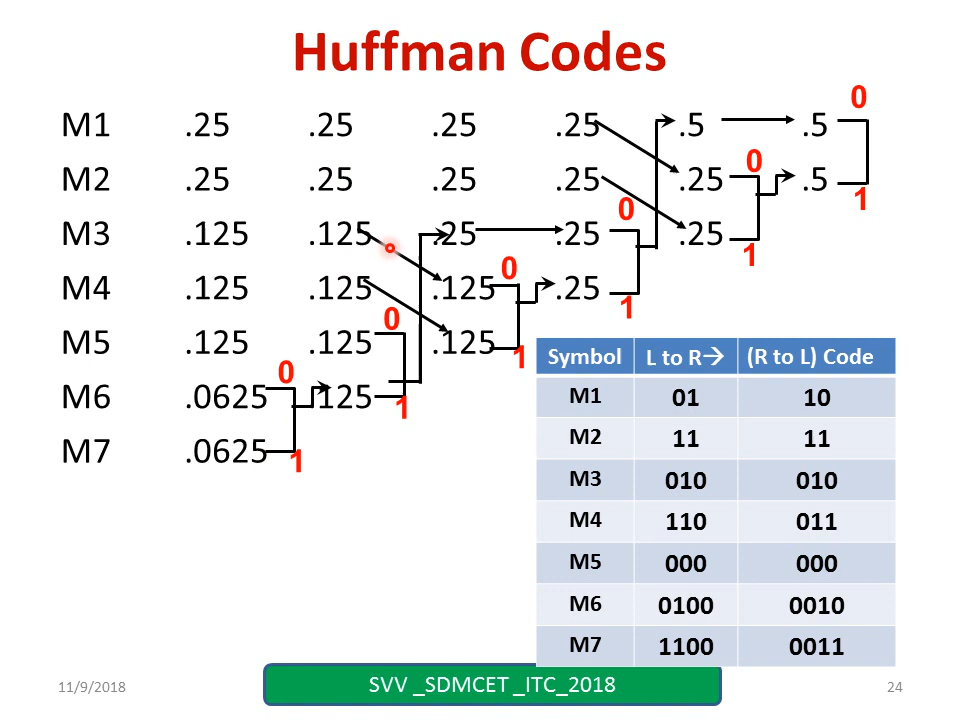 Huffman Codes
0
M1 .25 .25 .25 .25 .5 .5
0
M2 .25 .25 .25 .25 .25 .5
0 1
M3 .125 .125 .25 .25 .25
0 1
M4 .125 .125 .125 .25
0 1
M5 .125 .125 .125
0 1
M6 .0625 .125
1
M7 .0625
1
Symbol L to R→ (R to L) Code
M1 01 10
M2 11 11
M3 010 010
M4 110 011
M5 000 000
M6 0100 0010
M7 1100 0011
11/9/2018 SVV _SDMCET _ITC_2018 24